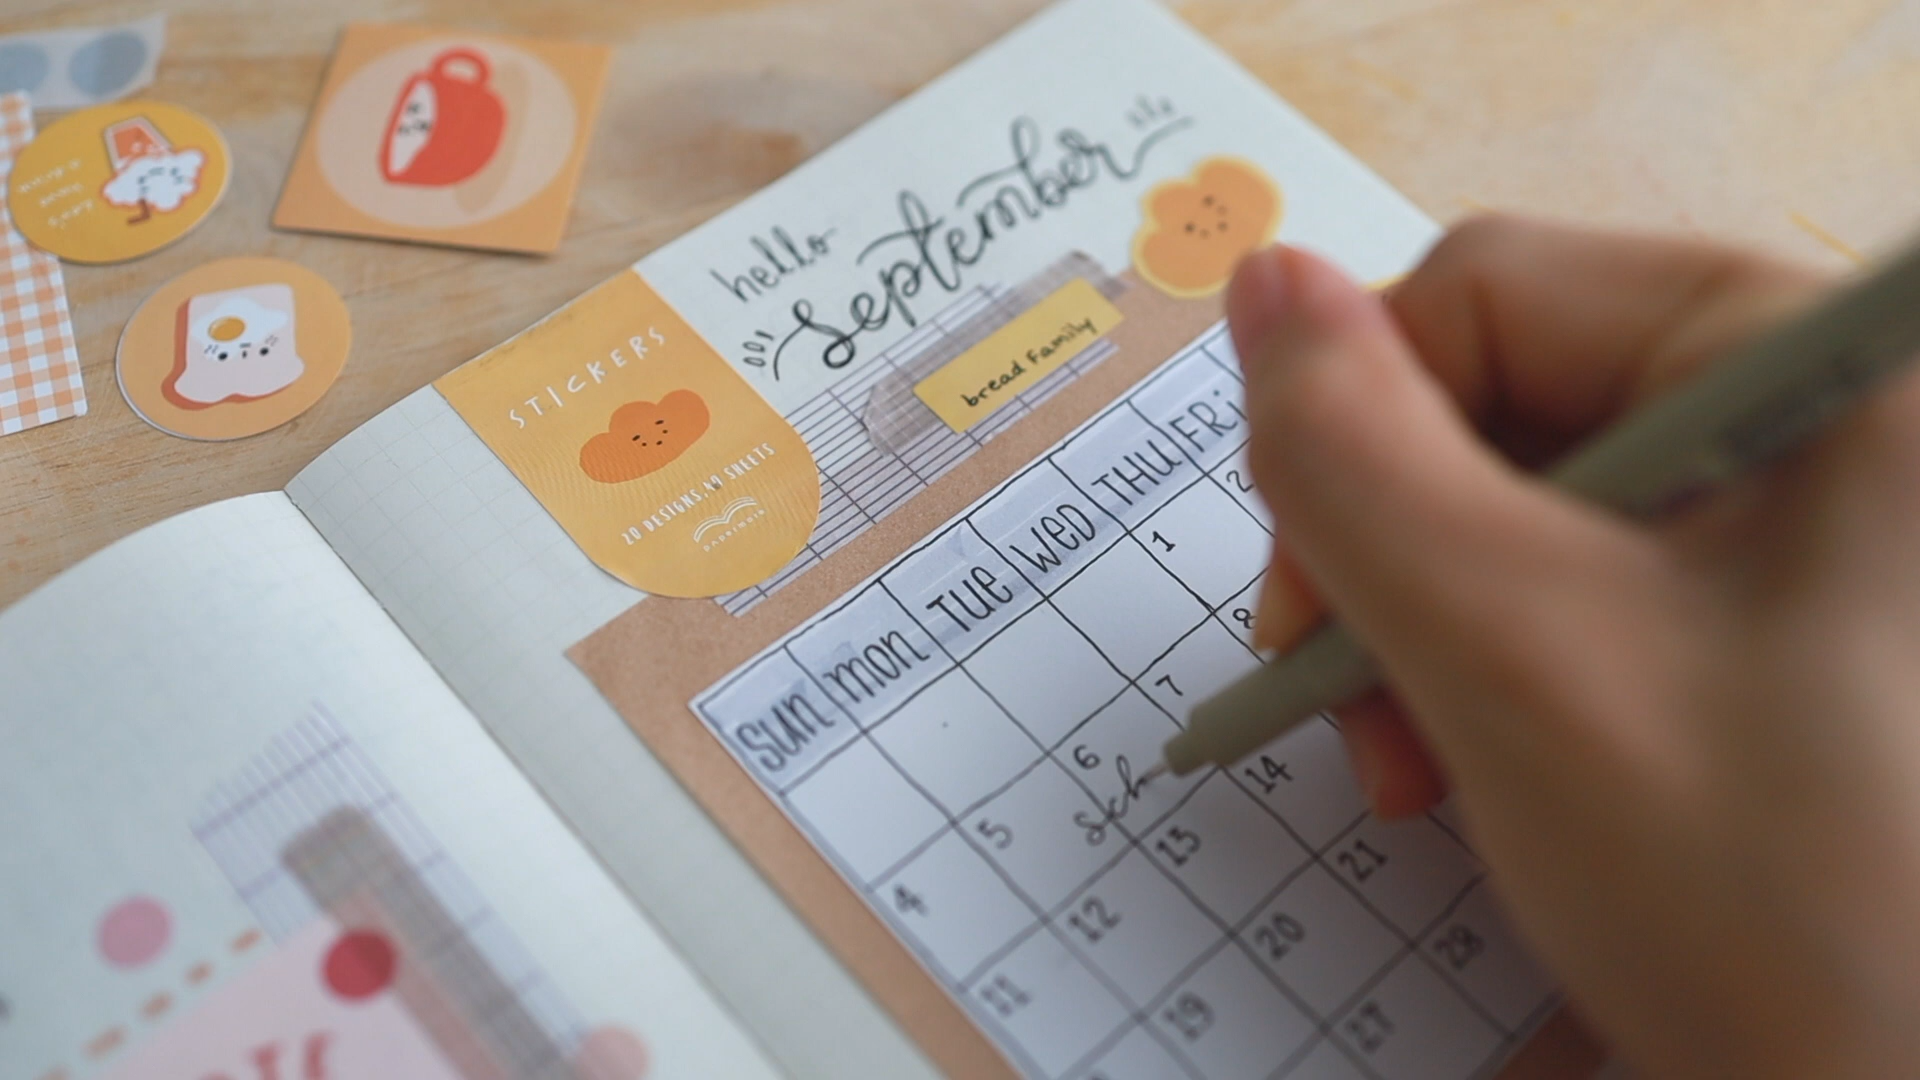 hello
September
STICKERS
20 DESIGNS, 40 SHEETS
bread Family
SUN mon TUE WED THU FRI
1 2
4 5 6 7 8
Sch
11 12 13 14
19 20 21
27 28